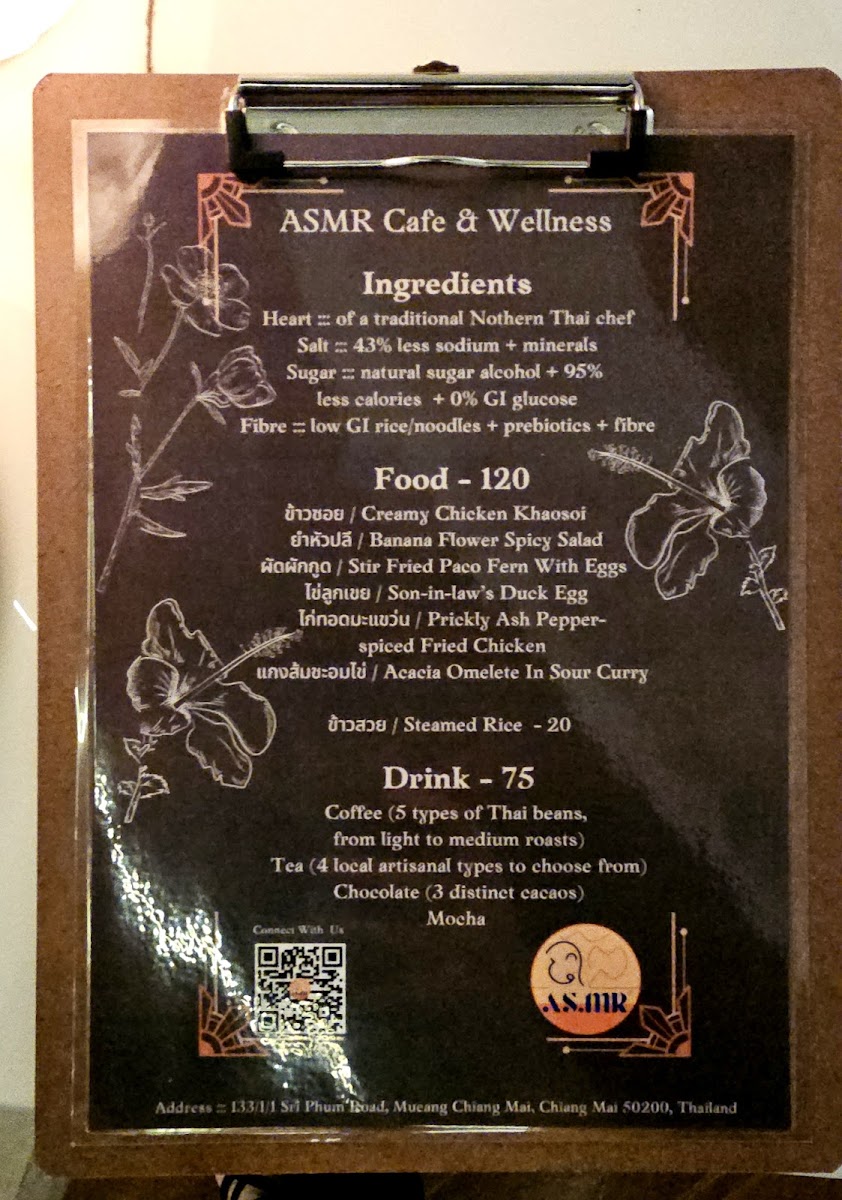 ASMR Cafe & Wellness
Ingredients
Heart ::: of a traditional Nothern Thai chef
Salt ::: 43% less sodium + minerals
Sugar ::: natural sugar alcohol + 95%
less calories + 0% GI glucose
Fibre ::: low GI rice/noodles + prebiotics + fibre
Food - 120
ข้าวซอย / Creamy Chicken Khaosoi
ยำหัวปลี / Banana Flower Spicy Salad
ผัดผักกูด / Stir Fried Paco Fern With Eggs
ไข่ลูกเขย / Son-in-law's Duck Egg
ไก่ทอดมะแขว่น / Prickly Ash Pepper-
spiced Fried Chicken
แกงส้มชะอมไข่ / Acacia Omelete In Sour Curry
ข้าวสวย / Steamed Rice - 20
Drink - 75
Coffee (5 types of Thai beans,
from light to medium roasts)
Tea (4 local artisanal types to choose from)
Chocolate (3 distinct cacaos)
Mocha
Connect With Us
AS.MR
Address ::: 133/1/1 Sri Phum Road, Mueang Chiang Mai, Chiang Mai 50200, Thailand